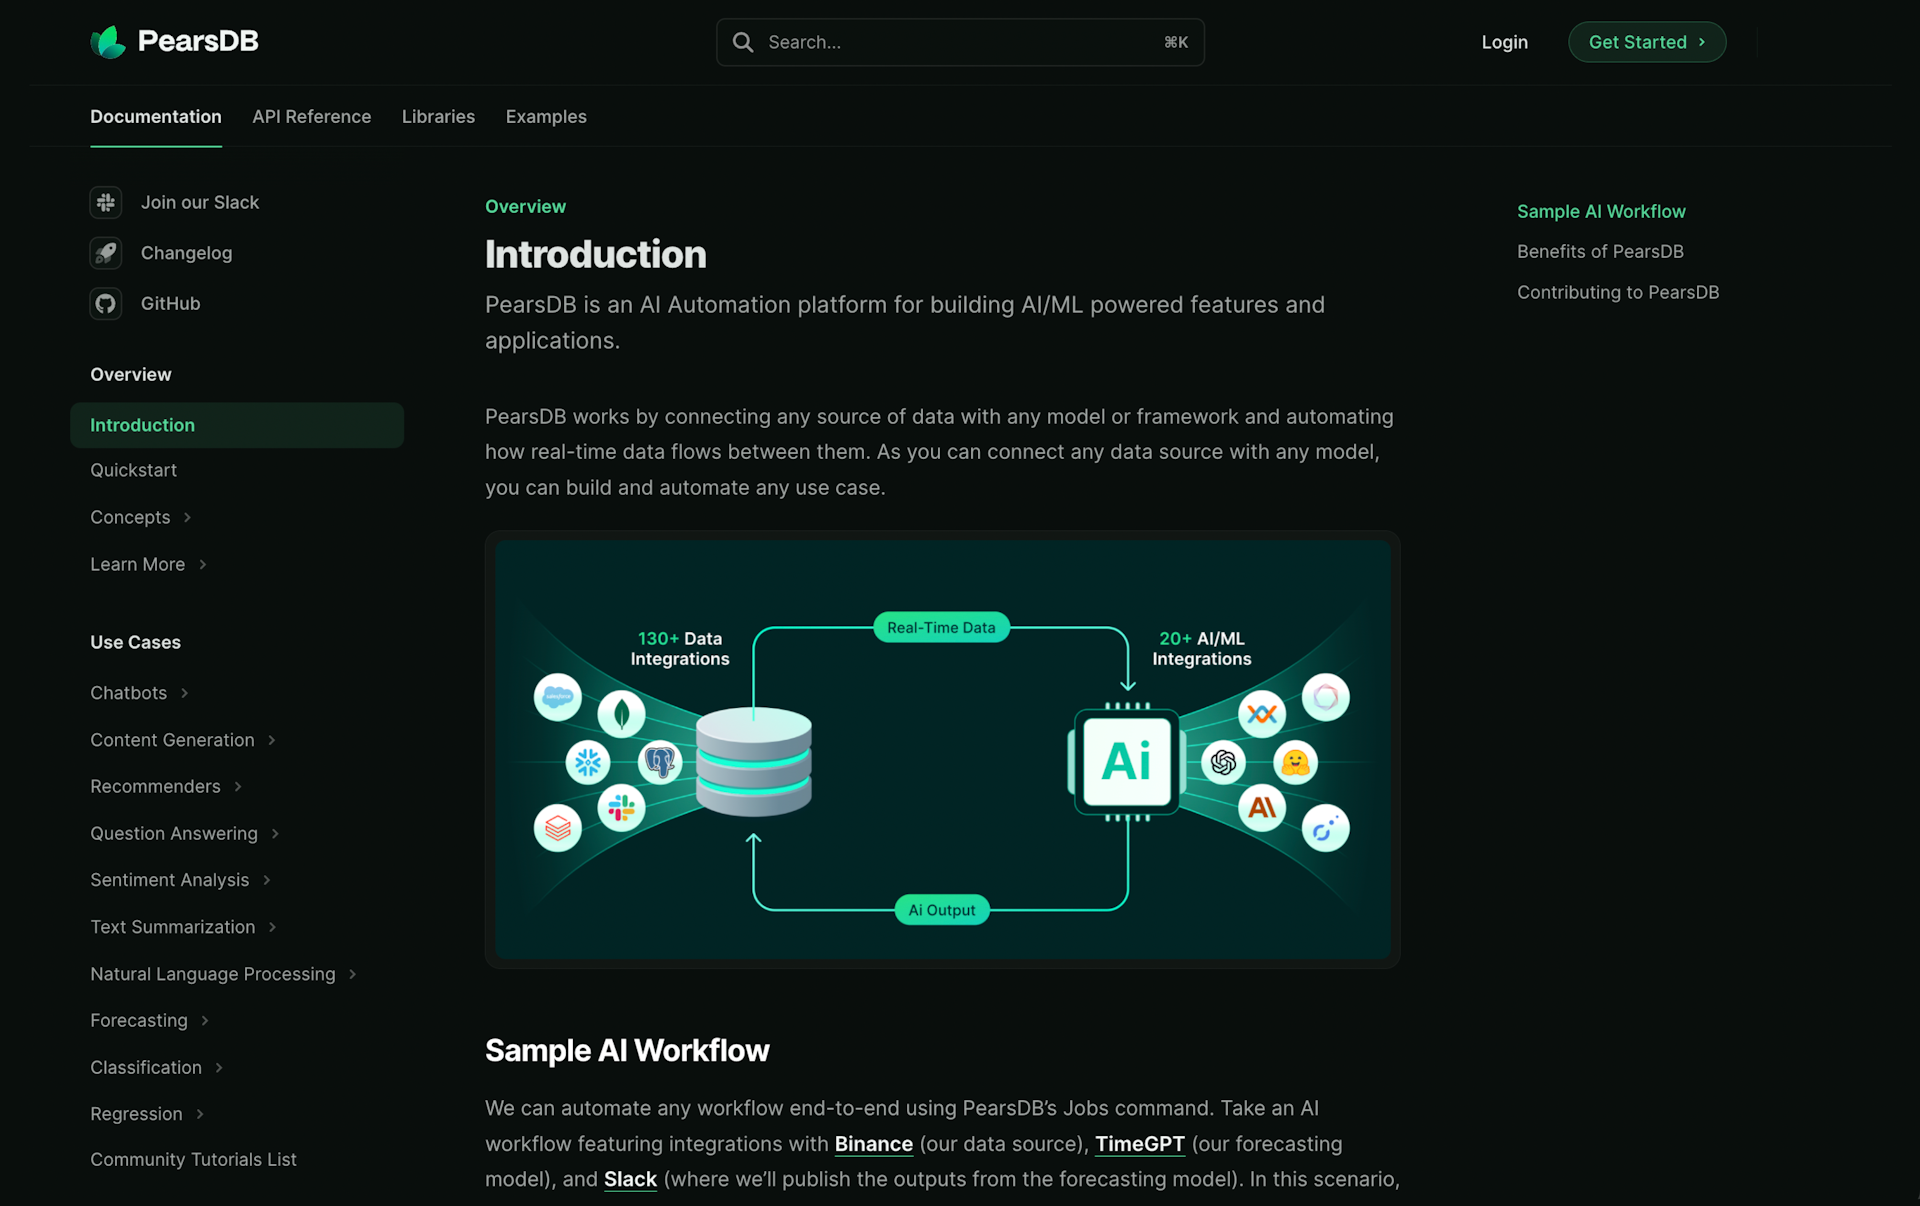 PearsDB
Search...
⌘K
Login
Get Started
Documentation
API Reference
Libraries
Examples
Join our Slack
Changelog
GitHub
Overview
Introduction
Quickstart
Concepts
Learn More
Use Cases
Chatbots
Content Generation
Recommenders
Question Answering
Sentiment Analysis
Text Summarization
Natural Language Processing
Forecasting
Classification
Regression
Community Tutorials List
Overview
Introduction
PearsDB is an AI Automation platform for building AI/ML powered features and
applications.
PearsDB works by connecting any source of data with any model or framework and automating
how real-time data flows between them. As you can connect any data source with any model,
you can build and automate any use case.
130+ Data
Integrations
Real-Time Data
20+ AI/ML
Integrations
salesforce
Ai
Ai Output
Sample AI Workflow
We can automate any workflow end-to-end using PearsDB’s Jobs command. Take an AI
workflow featuring integrations with Binance (our data source), TimeGPT (our forecasting
model), and Slack (where we’ll publish the outputs from the forecasting model). In this scenario,
Sample AI Workflow
Benefits of PearsDB
Contributing to PearsDB